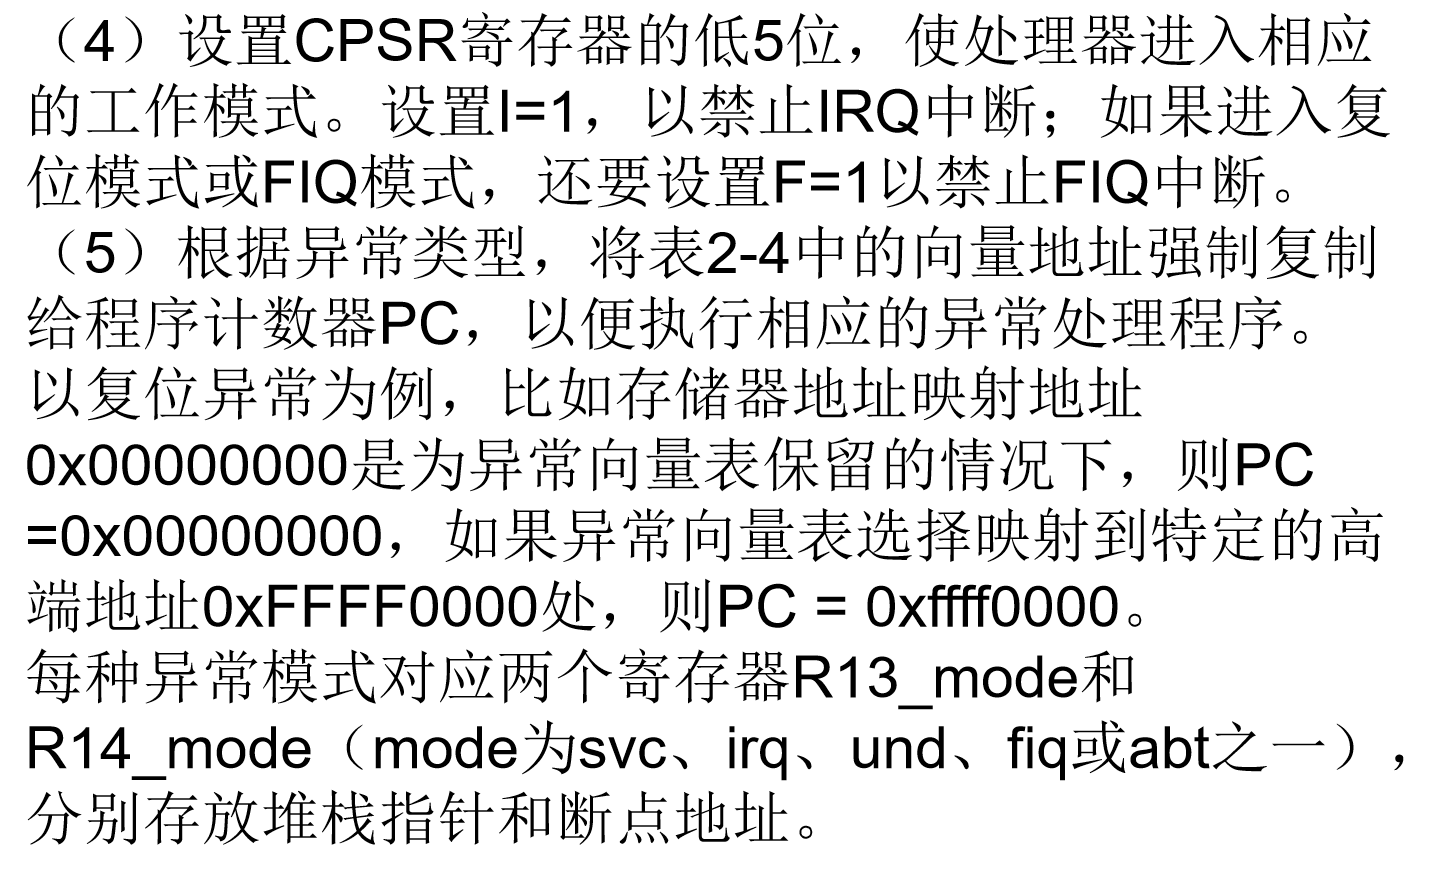 （4）设置CPSR寄存器的低5位，使处理器进入相应
的工作模式。设置I=1，以禁止IRQ中断；如果进入复
位模式或FIQ模式，还要设置F=1以禁止FIQ中断。
（5）根据异常类型，将表2-4中的向量地址强制复制
给程序计数器PC，以便执行相应的异常处理程序。
以复位异常为例，比如存储器地址映射地址
0x00000000是为异常向量表保留的情况下，则PC
=0x00000000，如果异常向量表选择映射到特定的高
端地址0xFFFF0000处，则PC = 0xffff0000。
每种异常模式对应两个寄存器R13_mode和
R14_mode（mode为svc、irq、und、fiq或abt之一），
分别存放堆栈指针和断点地址。